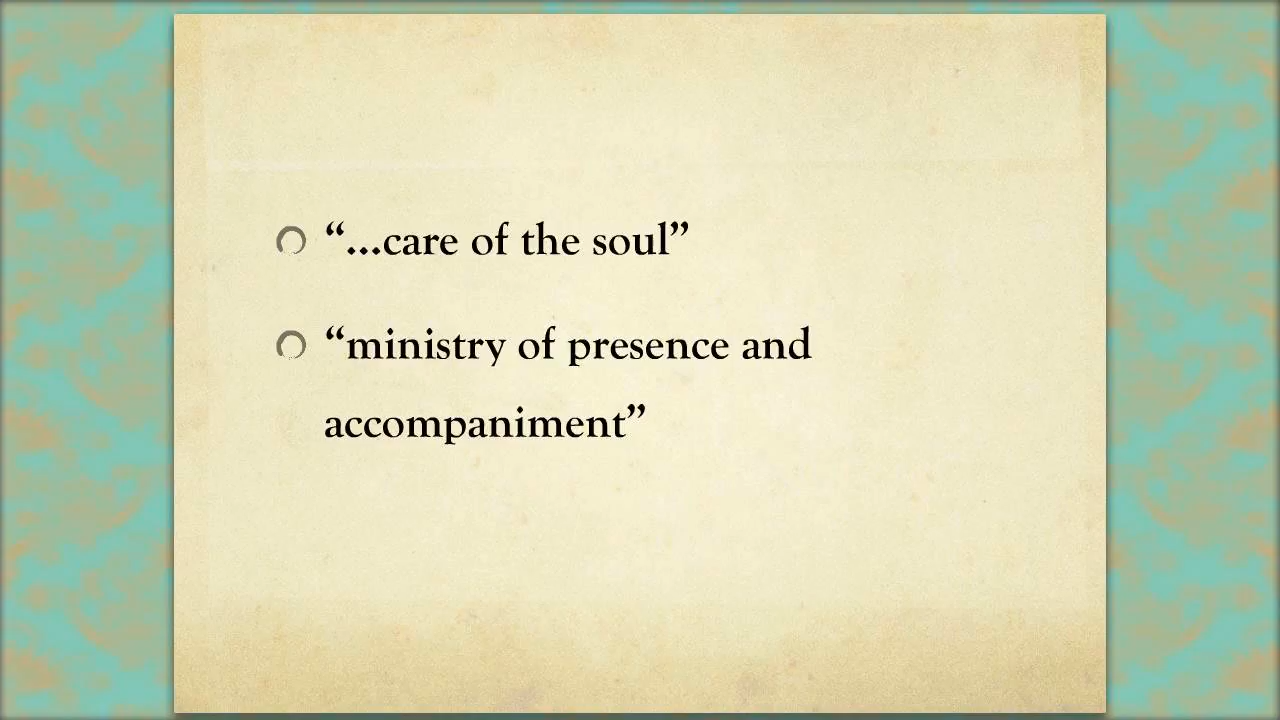 “...care of the soul”
“ministry of presence and
accompaniment”